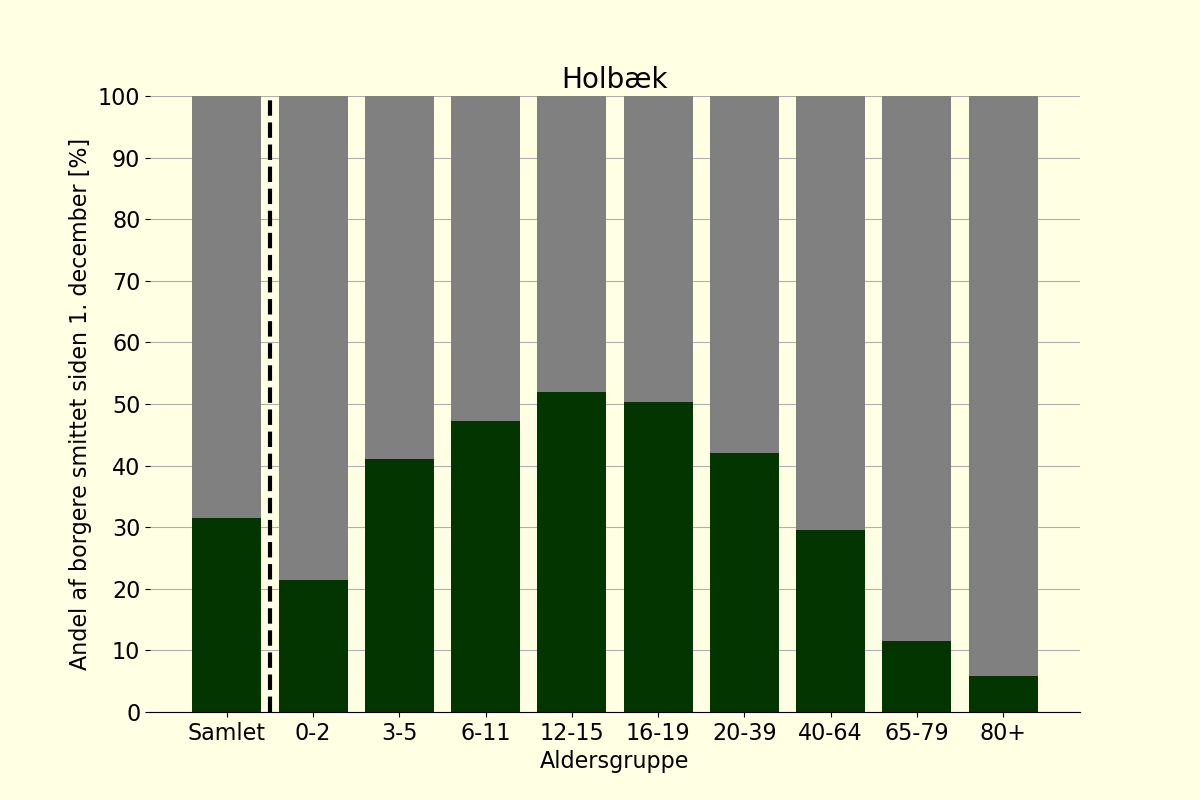 Holbæk
Andel af borgere smittet siden 1. december [%]
100
90
80
70
60
50
40
30
20
10
0
Samlet 0-2 3-5 6-11 12-15 16-19 20-39 40-64 65-79 80+
Aldersgruppe